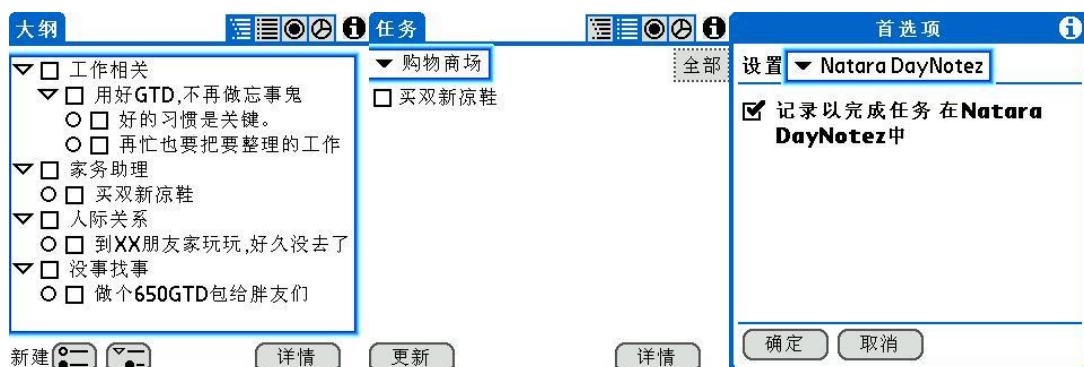 大纲
工作相关
用好GTD,不再做忘事鬼
好的习惯是关键。
再忙也要把要整理的工作
家务助理
买双新凉鞋
人际关系
到XX朋友家玩玩,好久没去了
没事找事
做个650GTD包给胖友们
新建
详情
任务
购物商场
全部
买双新凉鞋
更新
详情
首选项
设置 Natara DayNotez
记录以完成任务 在Natara
DayNotez中
确定 取消